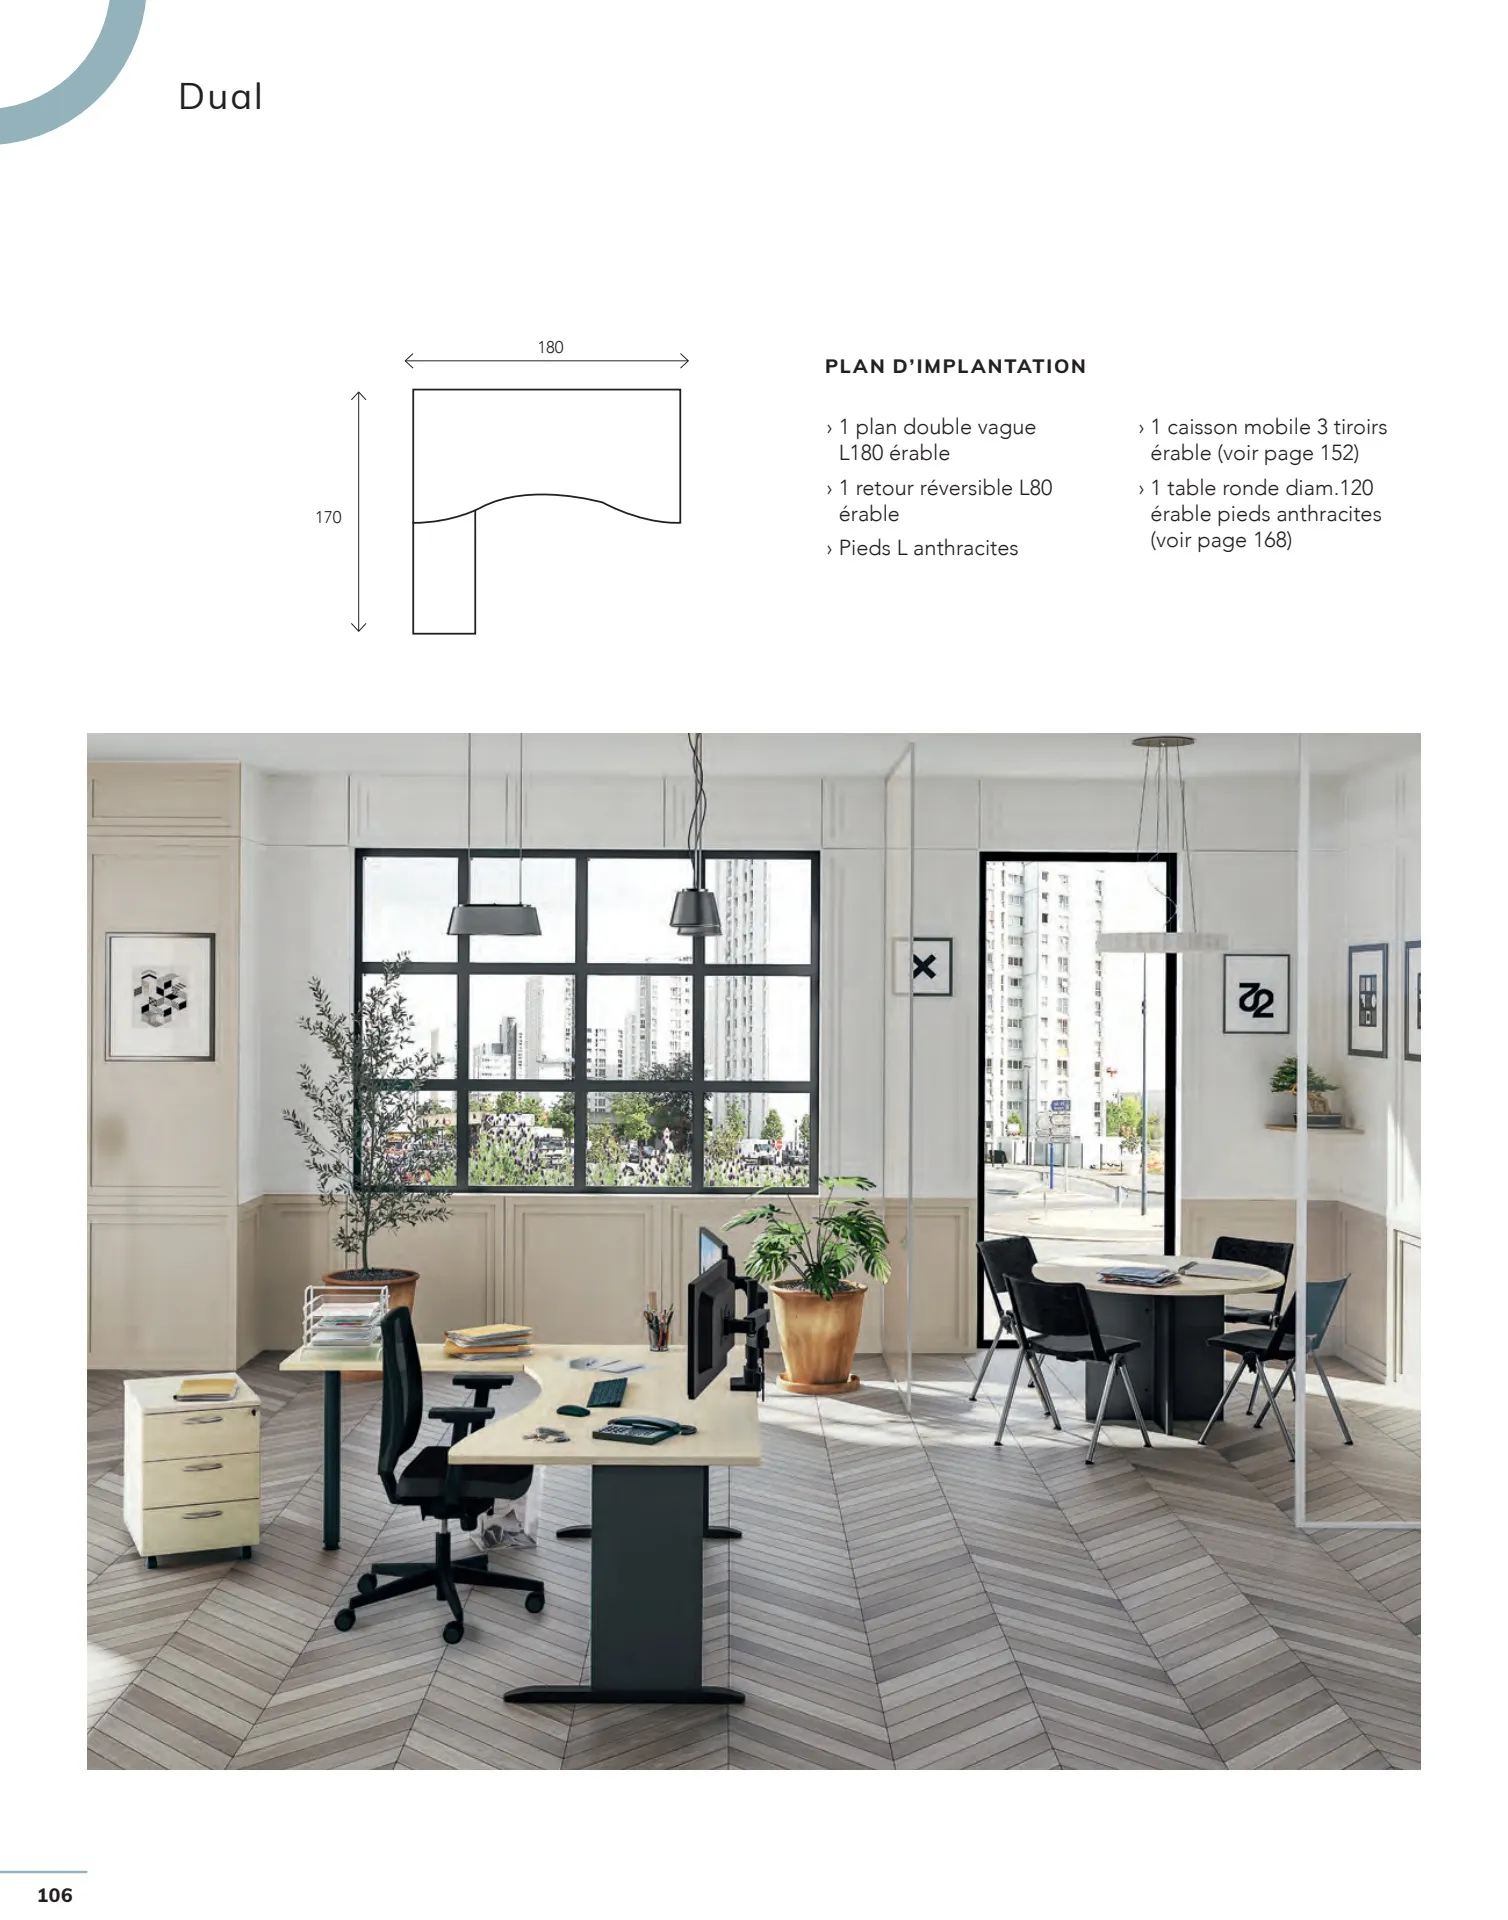 Dual
180
170
PLAN D’IMPLANTATION
› 1 plan double vague
L180 érable
› 1 retour réversible L80
érable
› Pieds L anthracites
› 1 caisson mobile 3 tiroirs
érable (voir page 152)
› 1 table ronde diam.120
érable pieds anthracites
(voir page 168)
106